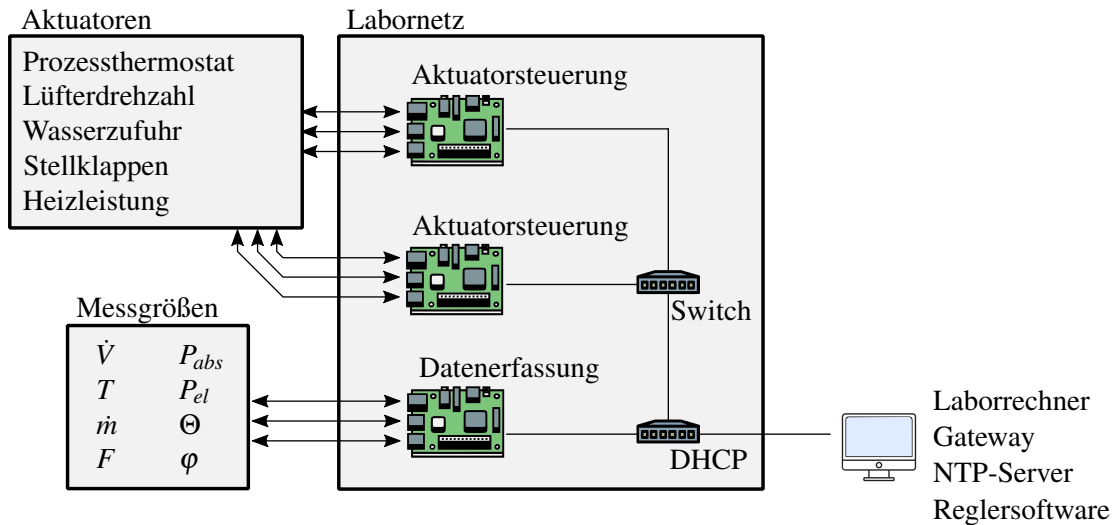 Aktuatoren
Prozessthermostat
Lüfterdrehzahl
Wasserzufuhr
Stellklappen
Heizleistung
Labornetz
Aktuatorsteuerung
Aktuatorsteuerung
Switch
Messgrößen
V̇ P_abs
T P_el
ṁ Θ
F φ
Datenerfassung
DHCP
Laborrechner
Gateway
NTP-Server
Reglersoftware